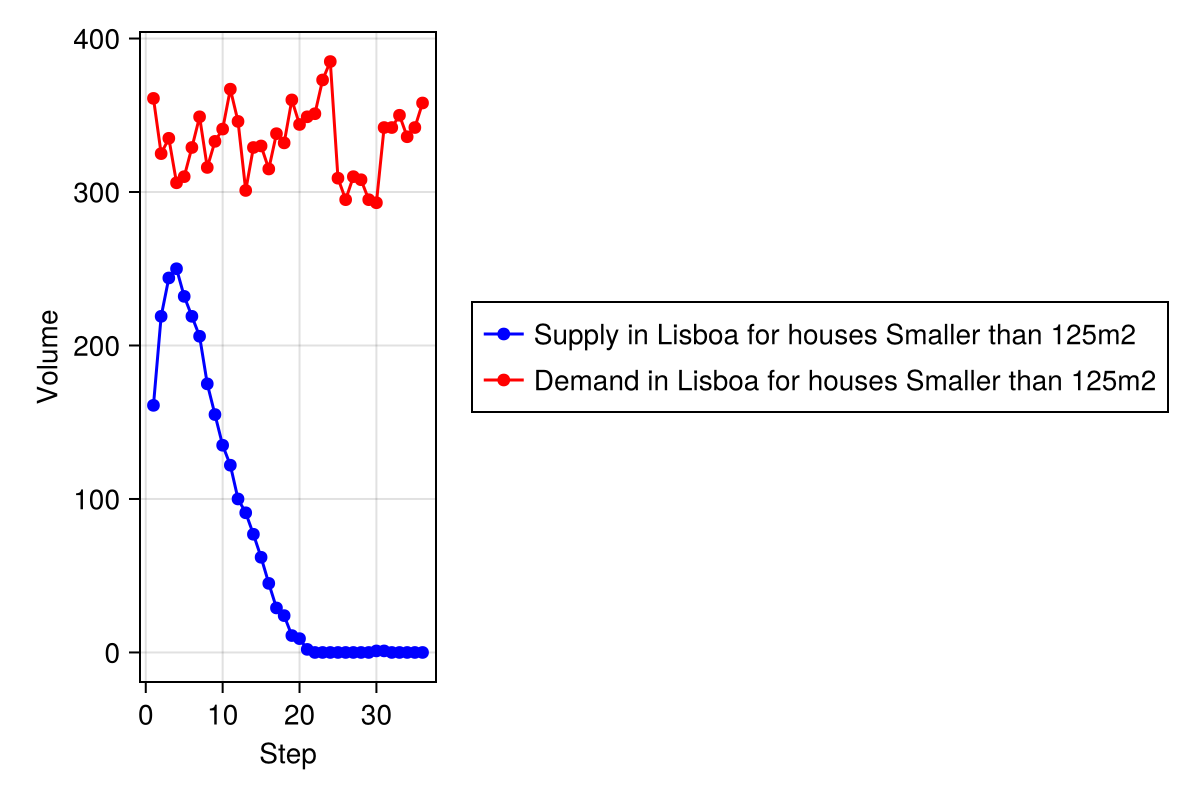 400
300
200
100
0
Volume
0 10 20 30
Step
Supply in Lisboa for houses Smaller than 125m2
Demand in Lisboa for houses Smaller than 125m2